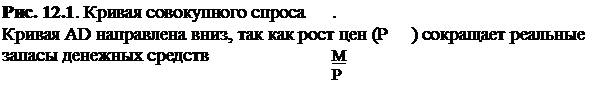 Рис. 12.1. Кривая совокупного спроса .
Кривая AD направлена вниз, так как рост цен (P ) сокращает реальные
запасы денежных средств M
P